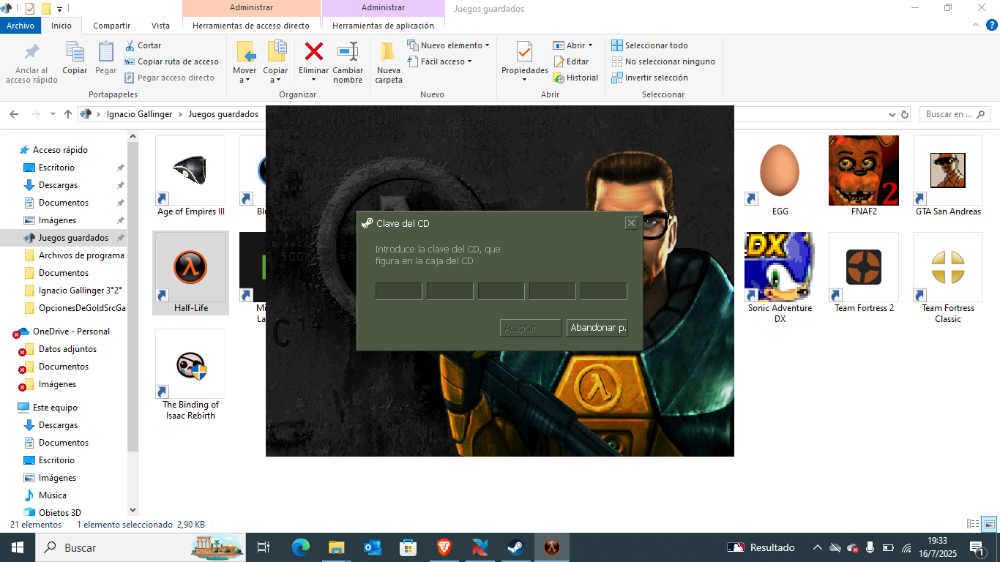 Administrar
Administrar
Juegos guardados
Archivo
Inicio
Compartir
Vista
Herramientas de acceso directo
Herramientas de aplicación
Anclar al
acceso rápido
Copiar
Pegar
Cortar
Copiar ruta de acceso
Pegar acceso directo
Portapapeles
Mover
a
Copiar
a
Eliminar
Cambiar
nombre
Organizar
Nueva
carpeta
Nuevo elemento
Fácil acceso
Nuevo
Propiedades
Abrir
Editar
Historial
Abrir
Seleccionar todo
No seleccionar ninguno
Invertir selección
Seleccionar
Ignacio Gallinger
Juegos guardados
Buscar en ...
Acceso rápido
Escritorio
Descargas
Documentos
Imágenes
Juegos guardados
Archivos de programa
Documentos
Ignacio Gallinger 3°2°
OpcionesDeGoldSrcGa
OneDrive - Personal
Datos adjuntos
Documentos
Imágenes
Este equipo
Descargas
Documentos
Escritorio
Imágenes
Música
Objetos 3D
Age of Empires III
Blu
EGG
2
FNAF2
GTA San Andreas
Half-Life
Mi
La
DX
Sonic Adventure
DX
Team Fortress 2
Team Fortress
Classic
The Binding of
Isaac Rebirth
Clave del CD
Introduce la clave del CD, que
figura en la caja del CD
Aceptar
Abandonar p.
21 elementos
1 elemento seleccionado 2,90 KB
Buscar
Resultado
19:33
16/7/2025
1